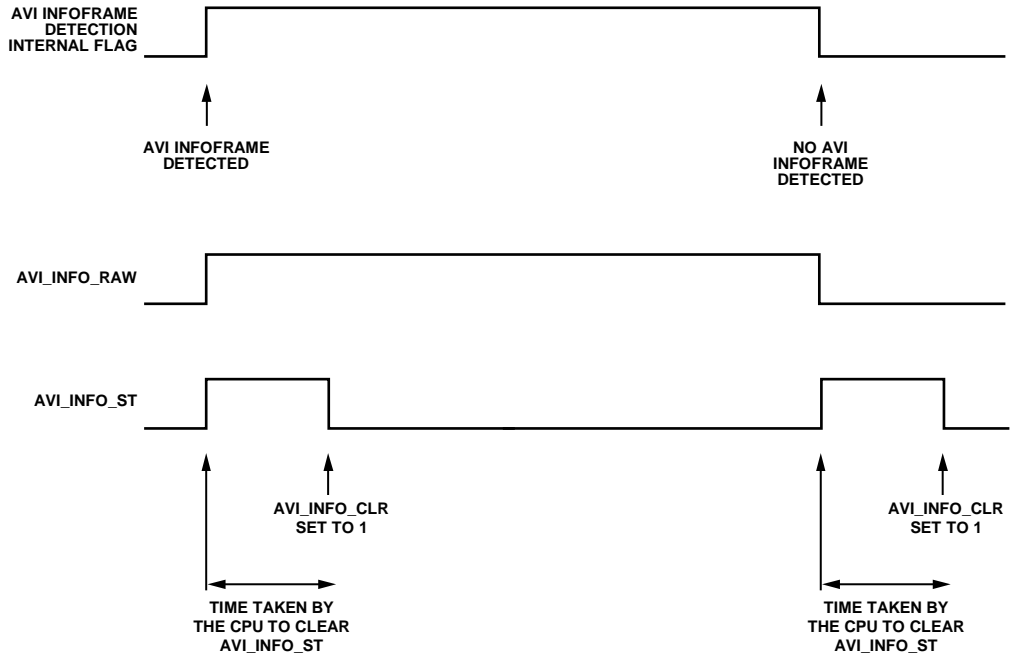 AVI INFOFRAME
DETECTION
INTERNAL FLAG
AVI INFOFRAME
DETECTED
NO AVI
INFOFRAME
DETECTED
AVI_INFO_RAW
AVI_INFO_ST
AVI_INFO_CLR
SET TO 1
AVI_INFO_CLR
SET TO 1
TIME TAKEN BY
THE CPU TO CLEAR
AVI_INFO_ST
TIME TAKEN BY
THE CPU TO CLEAR
AVI_INFO_ST